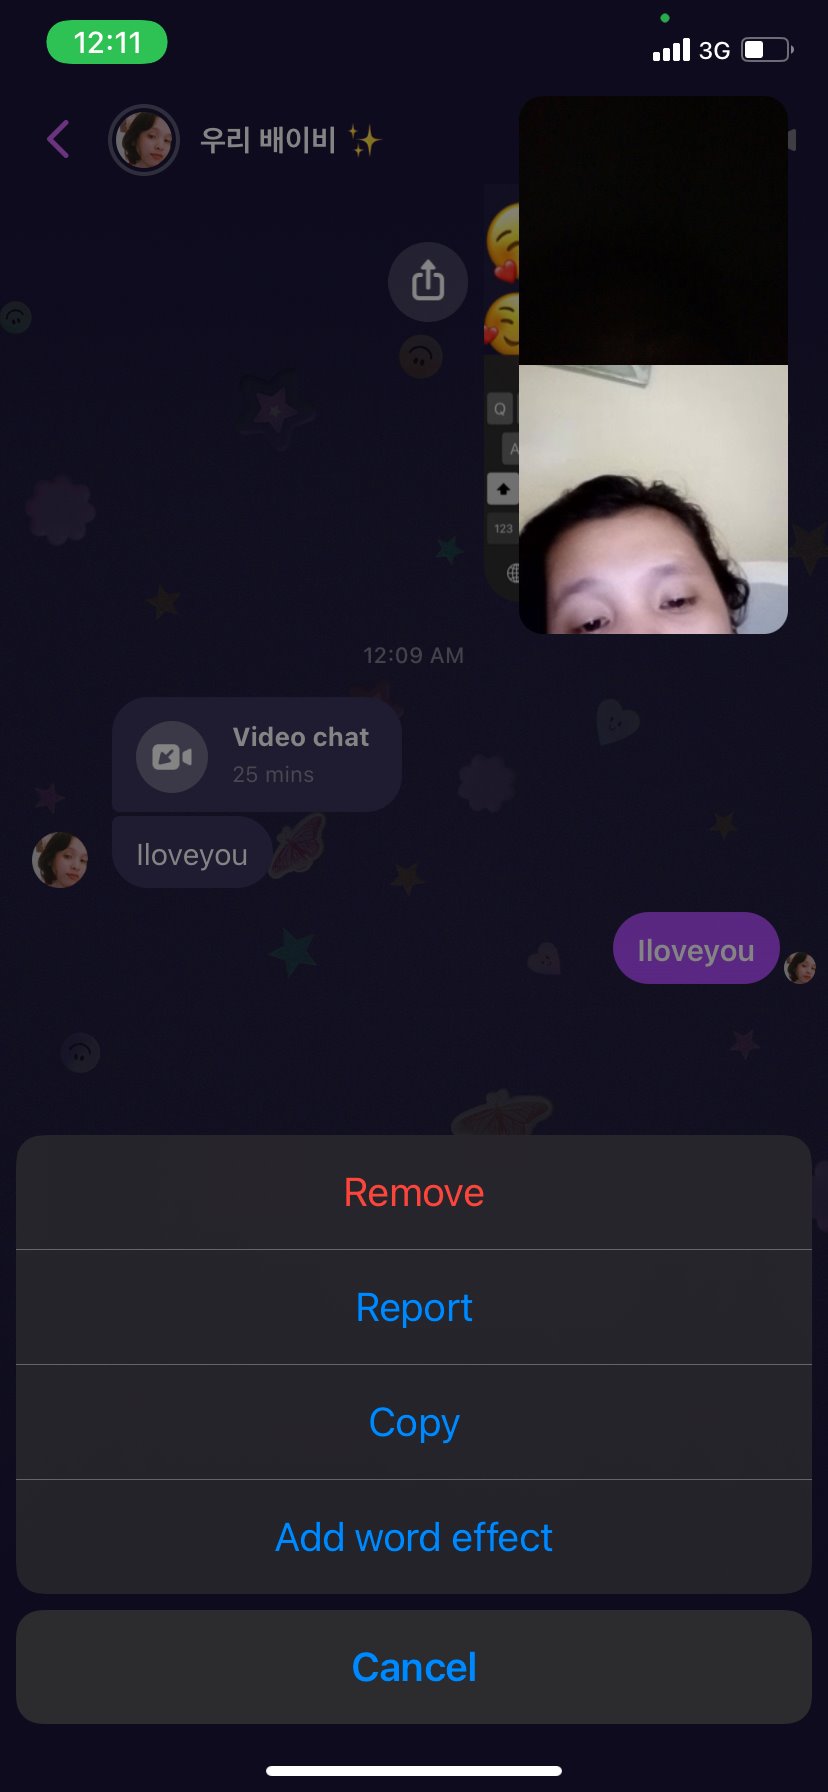 12:11
3G
우리 배이비 ✨
Q
A
123
12:09 AM
Video chat
25 mins
Iloveyou
Iloveyou
Remove
Report
Copy
Add word effect
Cancel